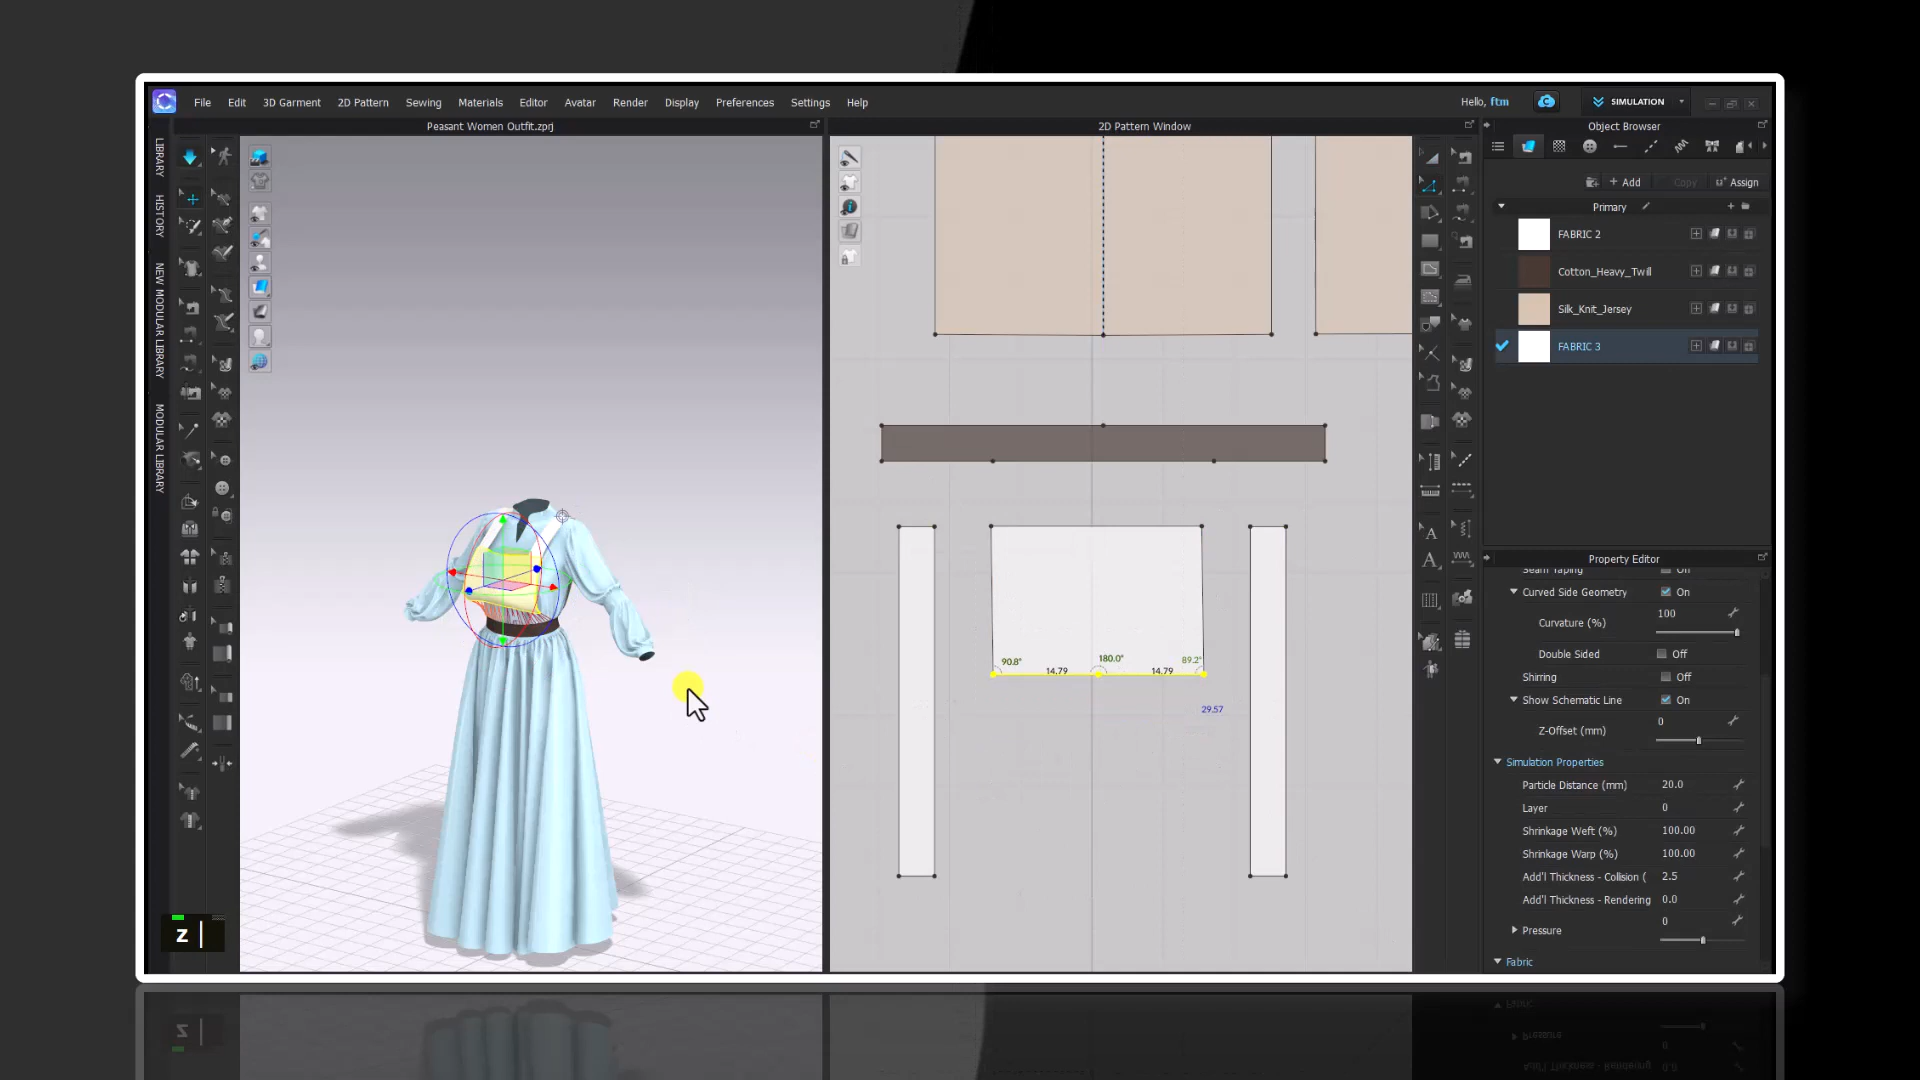 File Edit 3D Garment 2D Pattern Sewing Materials Editor Avatar Render Display Preferences Settings Help
Hello, ftm
SIMULATION
Peasant Women Outfit.zprj
2D Pattern Window
Object Browser
LIBRARY
HISTORY
NEW MODULAR LIBRARY
MODULAR LIBRARY
+ Add
Copy
Assign
Primary
FABRIC 2
Cotton_Heavy_Twill
Silk_Knit_Jersey
FABRIC 3
Property Editor
Seam Taping Off
Curved Side Geometry On
100
Curvature (%)
Double Sided Off
Shirring Off
Show Schematic Line On
0
Z-Offset (mm)
Simulation Properties
Particle Distance (mm) 20.0
Layer 0
Shrinkage Weft (%) 100.00
Shrinkage Warp (%) 100.00
Add'l Thickness - Collision ( 2.5
Add'l Thickness - Rendering 0.0
0
Pressure
Fabric
90.8°
14.79
180.0°
14.79
89.2°
29.57
z